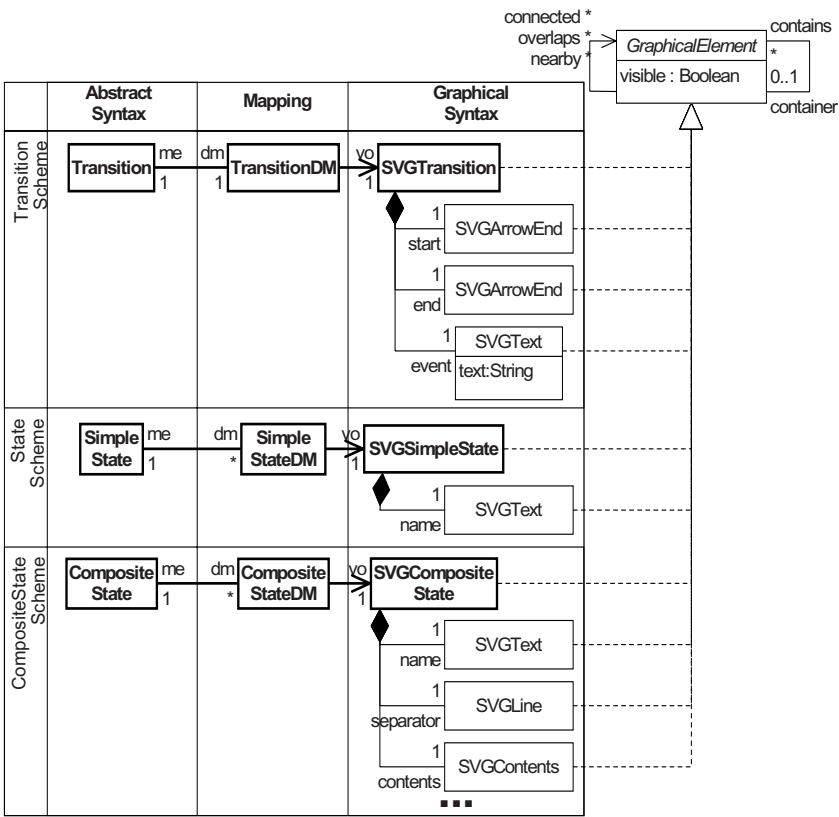 connected *
overlaps *
nearby *
GraphicalElement
visible : Boolean
contains
*
0..1
container
Abstract
Syntax
Mapping
Graphical
Syntax
Transition
Scheme
Transition
me
1
dm
1
TransitionDM
vo
1
SVGTransition
1
start
SVGArrowEnd
1
end
SVGArrowEnd
1
event
SVGText
text:String
State
Scheme
Simple
State
me
1
dm
*
Simple
StateDM
vo
1
SVGSimpleState
1
name
SVGText
CompositeState
Scheme
Composite
State
me
1
dm
*
Composite
StateDM
vo
1
SVGComposite
State
1
name
SVGText
1
separator
SVGLine
1
contents
SVGContents
...